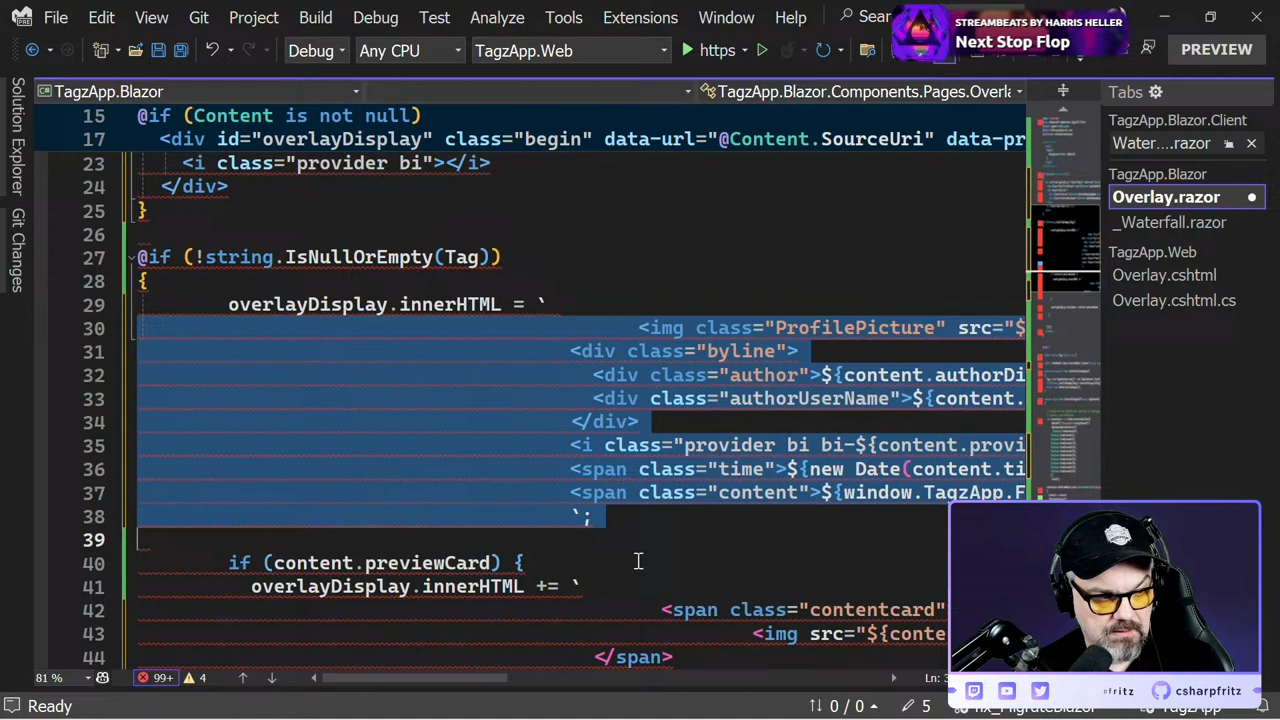 File Edit View Git Project Build Debug Test Analyze Tools Extensions Window Help Sear
STREAMBEATS BY HARRIS HELLER
Next Stop Flop
Debug Any CPU TagzApp.Web https PREVIEW
TagzApp.Blazor TagzApp.Blazor.Components.Pages.Overla
Tabs
Solution Explorer
Git Changes
15 @if (Content is not null)
17 <div id="overlayDisplay" class="begin" data-url="@Content.SourceUri" data-pr
23 <i class="provider bi"></i>
24 </div>
25 }
27 @if (!string.IsNullOrEmpty(Tag))
{
29 overlayDisplay.innerHTML = `
30 <img class="ProfilePicture" src="$
31 <div class="byline">
32 <div class="author">${content.authorDi
33 <div class="authorUserName">${content.
</div>
35 <i class="provider bi-${content.provi
36 <span class="time">${new Date(content.ti
37 <span class="content">${window.TagzApp.F
38 `;
39
40 if (content.previewCard) {
41 overlayDisplay.innerHTML += `
42 <span class="contentcard"
43 <img src="${conte
44 </span>
TagzApp.Blazor.Client
Water....razor
TagzApp.Blazor
Overlay.razor
_Waterfall.razor
TagzApp.Web
Overlay.cshtml
Overlay.cshtml.cs
81 % 99+ 4 Ln: 3
Ready 0 / 0 5 TagzApp
fritz csharpfritz